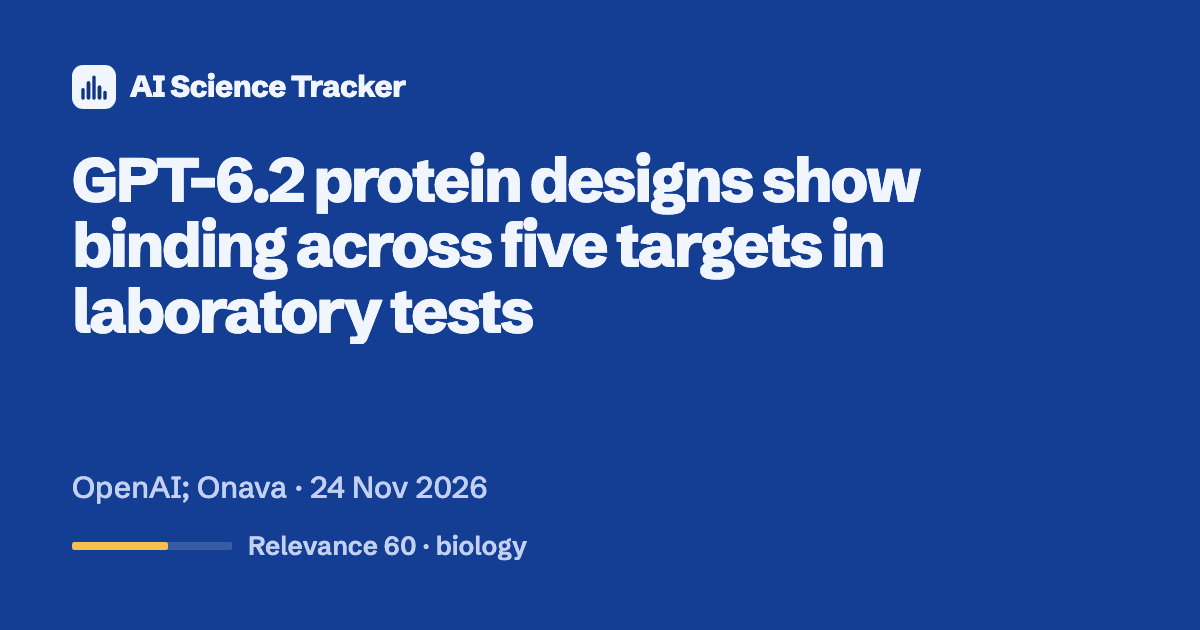 AI Science Tracker
GPT-6.2 protein designs show
binding across five targets in
laboratory tests
OpenAI; Onava · 24 Nov 2026
Relevance 60 · biology